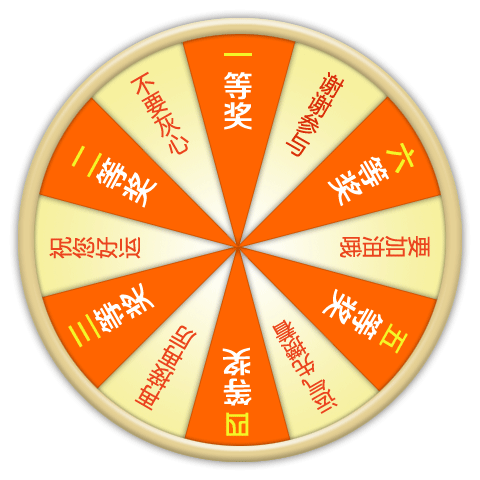 一等奖
谢谢参与
六等奖
要加油哦
五等奖
运气先攒着
四等奖
再接再厉
三等奖
祝您好运
二等奖
不要灰心